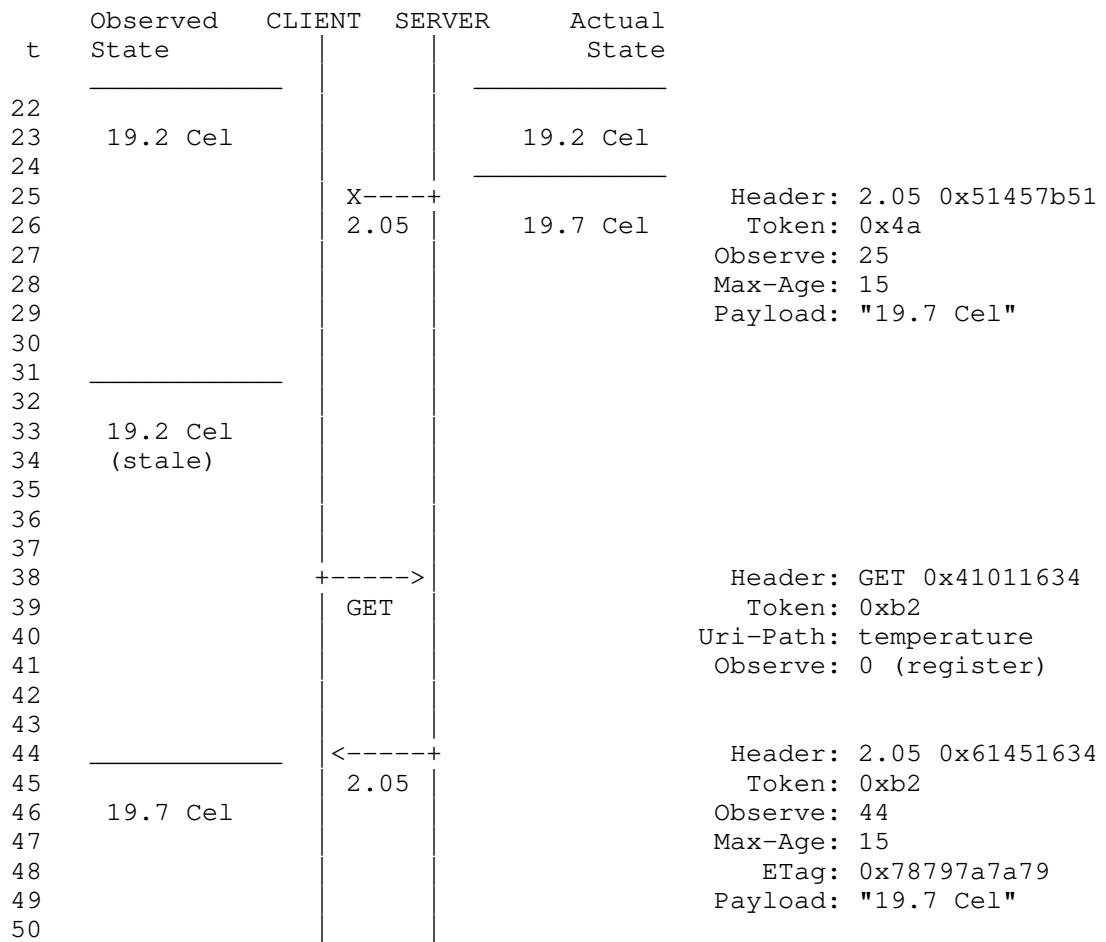 Observed   CLIENT  SERVER     Actual
 t   State         |      |         State
     ____________  |      |  ____________
22                 |      |
23    19.2 Cel     |      |     19.2 Cel
24                 |      |  ____________
25                 | X----+                  Header: 2.05 0x51457b51
26                 | 2.05 |     19.7 Cel      Token: 0x4a
27                 |      |                 Observe: 25
28                 |      |                 Max-Age: 15
29                 |      |                 Payload: "19.7 Cel"
30                 |      |
31   ____________  |      |
32                 |      |
33    19.2 Cel     |      |
34    (stale)      |      |
35                 |      |
36                 |      |
37                 |      |
38                 +----->|                  Header: GET 0x41011634
39                 | GET  |                   Token: 0xb2
40                 |      |                Uri-Path: temperature
41                 |      |                 Observe: 0 (register)
42                 |      |
43                 |      |
44   ____________  |<-----+                  Header: 2.05 0x61451634
45                 | 2.05 |                   Token: 0xb2
46    19.7 Cel     |      |                 Observe: 44
47                 |      |                 Max-Age: 15
48                 |      |                    ETag: 0x78797a7a79
49                 |      |                 Payload: "19.7 Cel"
50                 |      |